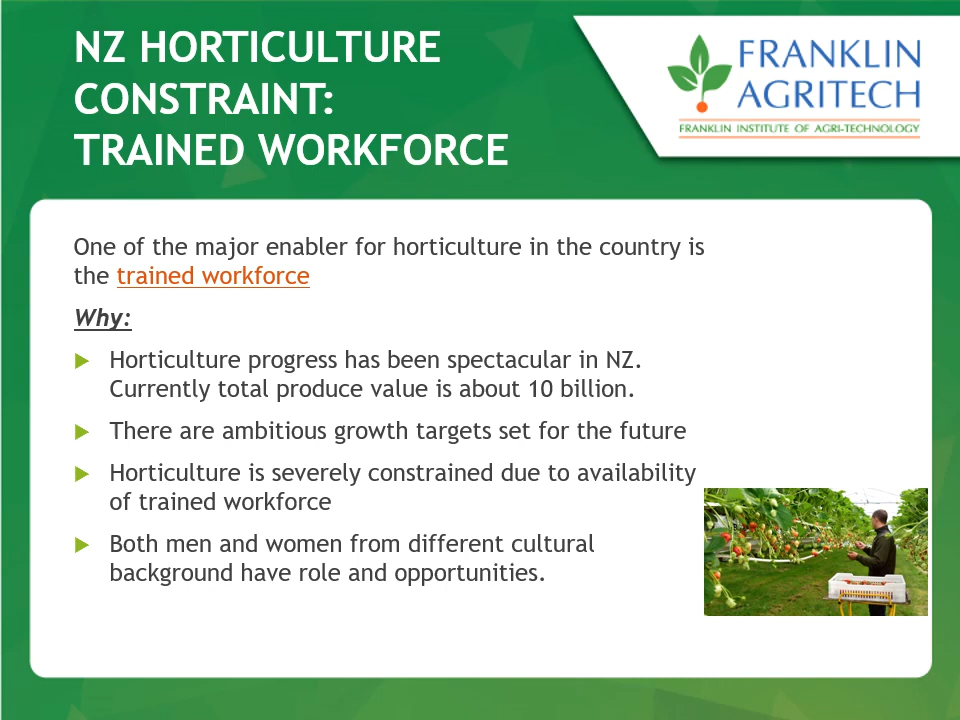 NZ HORTICULTURE
CONSTRAINT:
TRAINED WORKFORCE
FRANKLIN
AGRITECH
FRANKLIN INSTITUTE OF AGRI-TECHNOLOGY
One of the major enabler for horticulture in the country is
the trained workforce
Why:
Horticulture progress has been spectacular in NZ.
Currently total produce value is about 10 billion.
There are ambitious growth targets set for the future
Horticulture is severely constrained due to availability
of trained workforce
Both men and women from different cultural
background have role and opportunities.